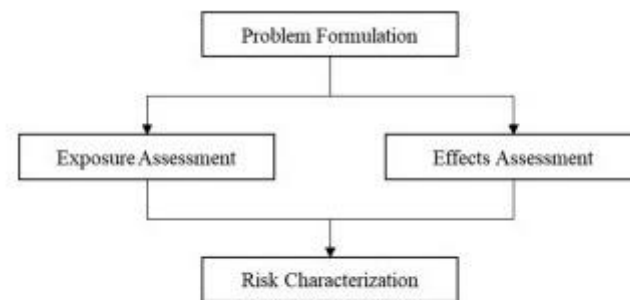 Problem Formulation
Exposure Assessment
Effects Assessment
Risk Characterization